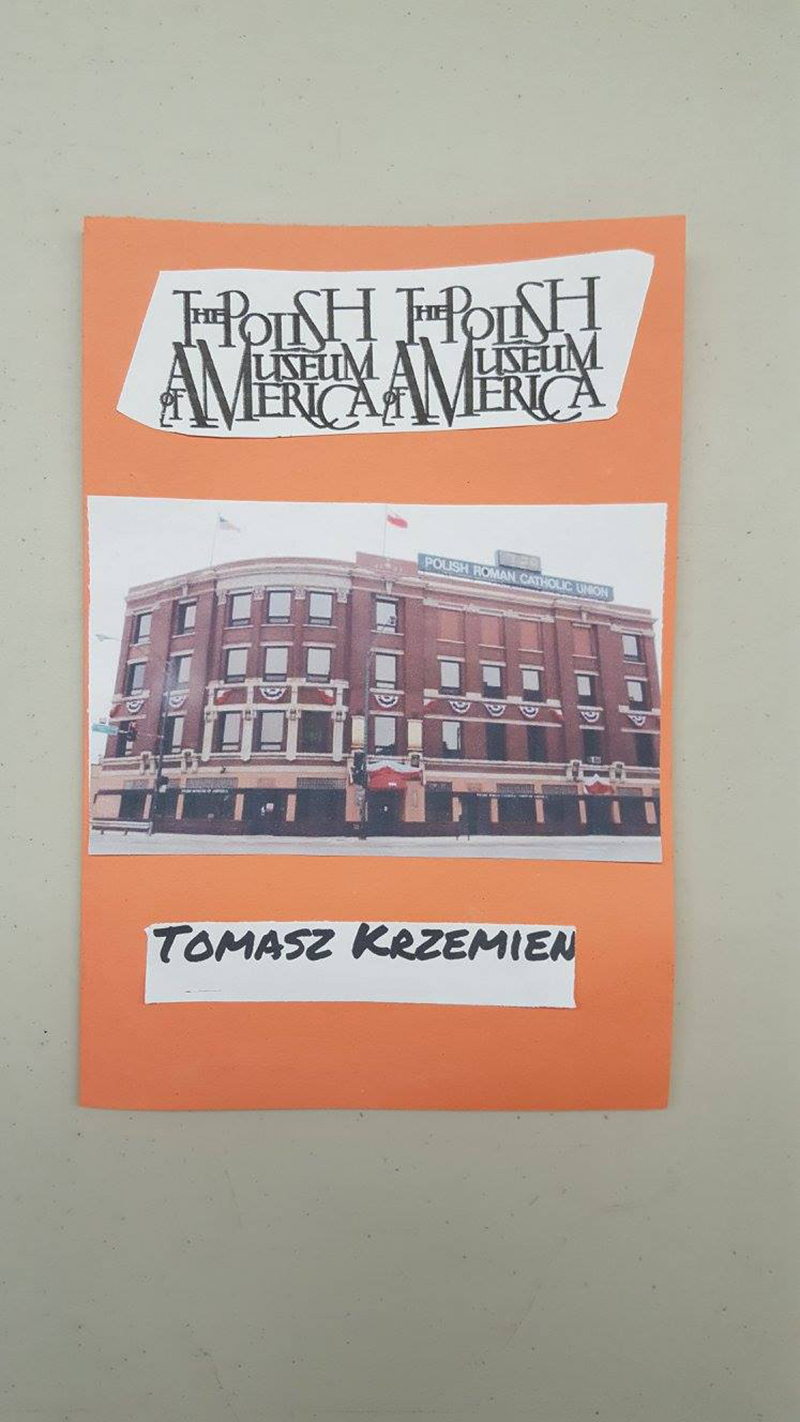 THE POLISH THE POLISH
MUSEUM MUSEUM
OF AMERICA OF AMERICA
POLISH ROMAN CATHOLIC UNION
TOMASZ KRZEMIEN